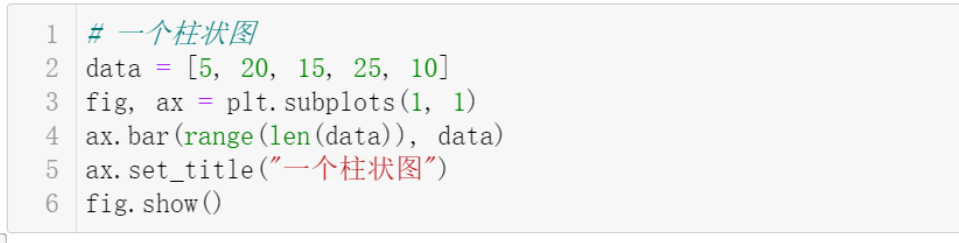 1 # 一个柱状图
2 data = [5, 20, 15, 25, 10]
3 fig, ax = plt.subplots(1, 1)
4 ax.bar(range(len(data)), data)
5 ax.set_title("一个柱状图")
6 fig.show()